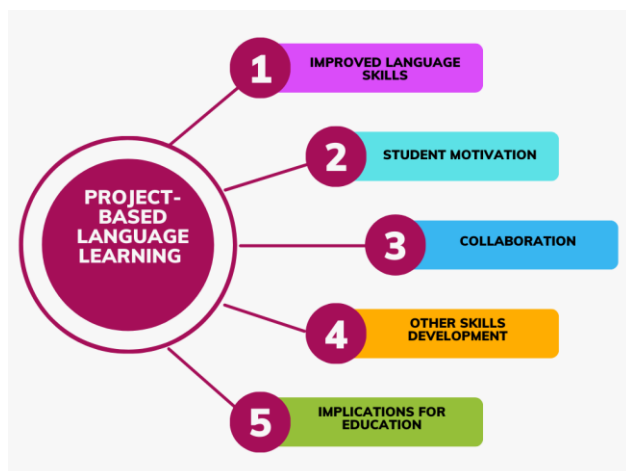 1
IMPROVED LANGUAGE
SKILLS
2
STUDENT MOTIVATION
PROJECT-
BASED
LANGUAGE
LEARNING
3
COLLABORATION
4
OTHER SKILLS
DEVELOPMENT
5
IMPLICATIONS FOR
EDUCATION